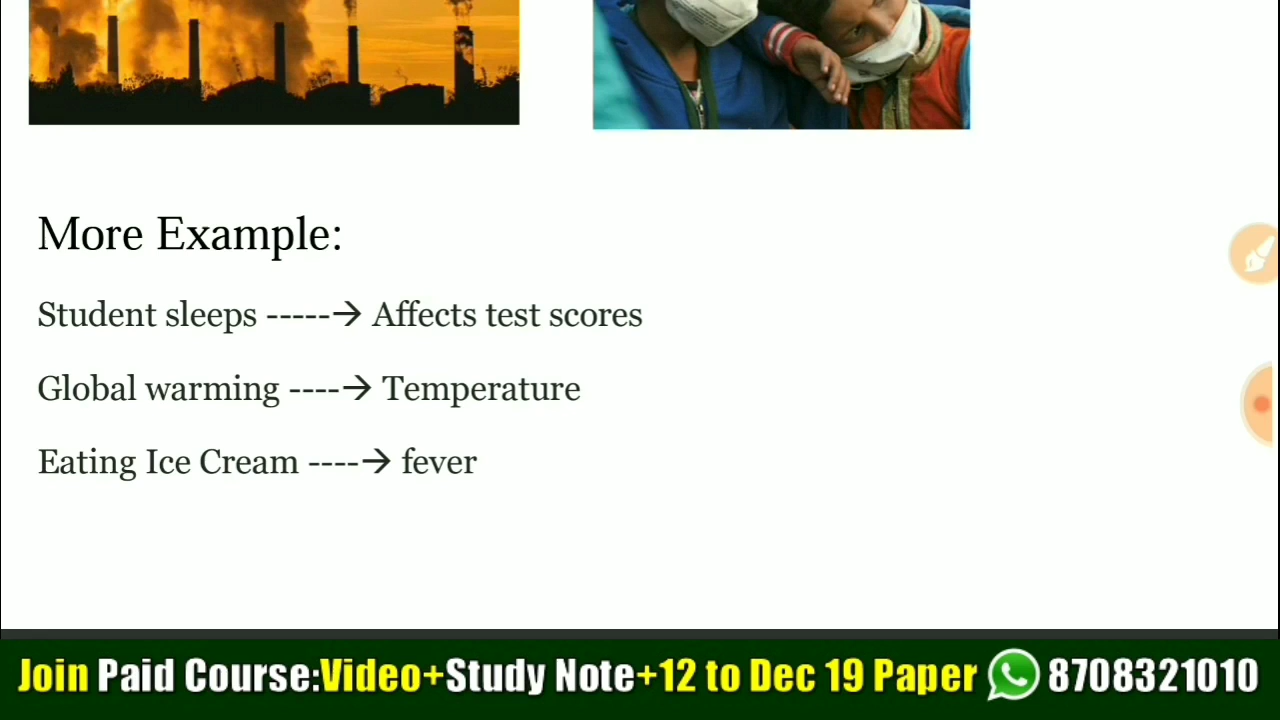 More Example:
Student sleeps -----→ Affects test scores
Global warming ----→ Temperature
Eating Ice Cream ----→ fever
Join Paid Course:Video+Study Note+12 to Dec 19 Paper 8708321010